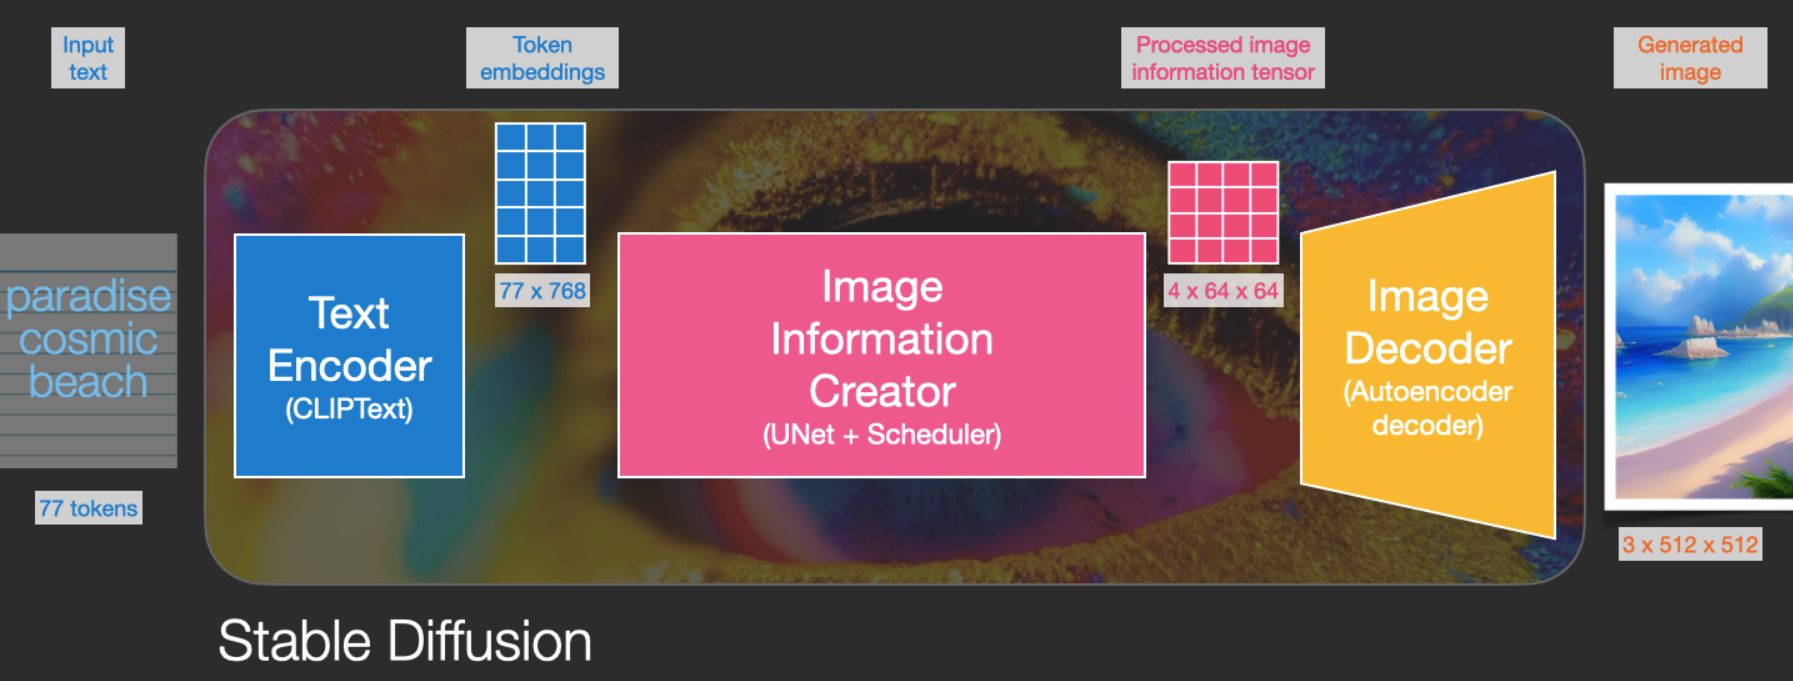 Input
text
Token
embeddings
Processed image
information tensor
Generated
image
paradise
cosmic
beach
77 tokens
Text
Encoder
(CLIPText)
77 x 768
Image
Information
Creator
(UNet + Scheduler)
4 x 64 x 64
Image
Decoder
(Autoencoder
decoder)
3 x 512 x 512
Stable Diffusion